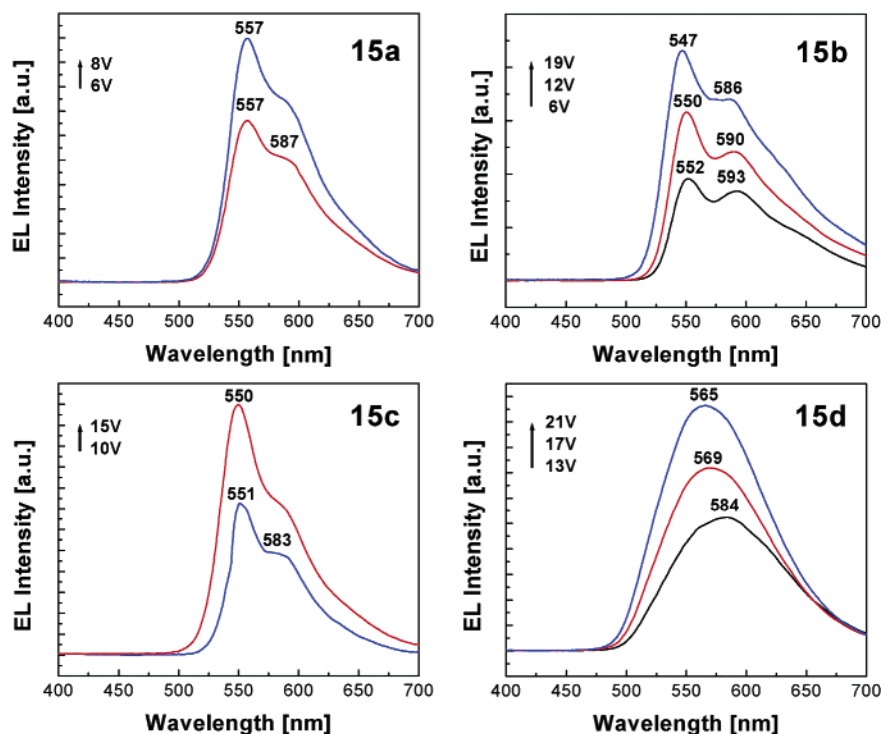 15a
8V
6V
557
557
587
EL Intensity [a.u.]
400 450 500 550 600 650 700
Wavelength [nm]
15b
19V
12V
6V
547
586
550
590
552
593
EL Intensity [a.u.]
400 450 500 550 600 650 700
Wavelength [nm]
15c
15V
10V
550
551
583
EL Intensity [a.u.]
400 450 500 550 600 650 700
Wavelength [nm]
15d
21V
17V
13V
565
569
584
EL Intensity [a.u.]
400 450 500 550 600 650 700
Wavelength [nm]